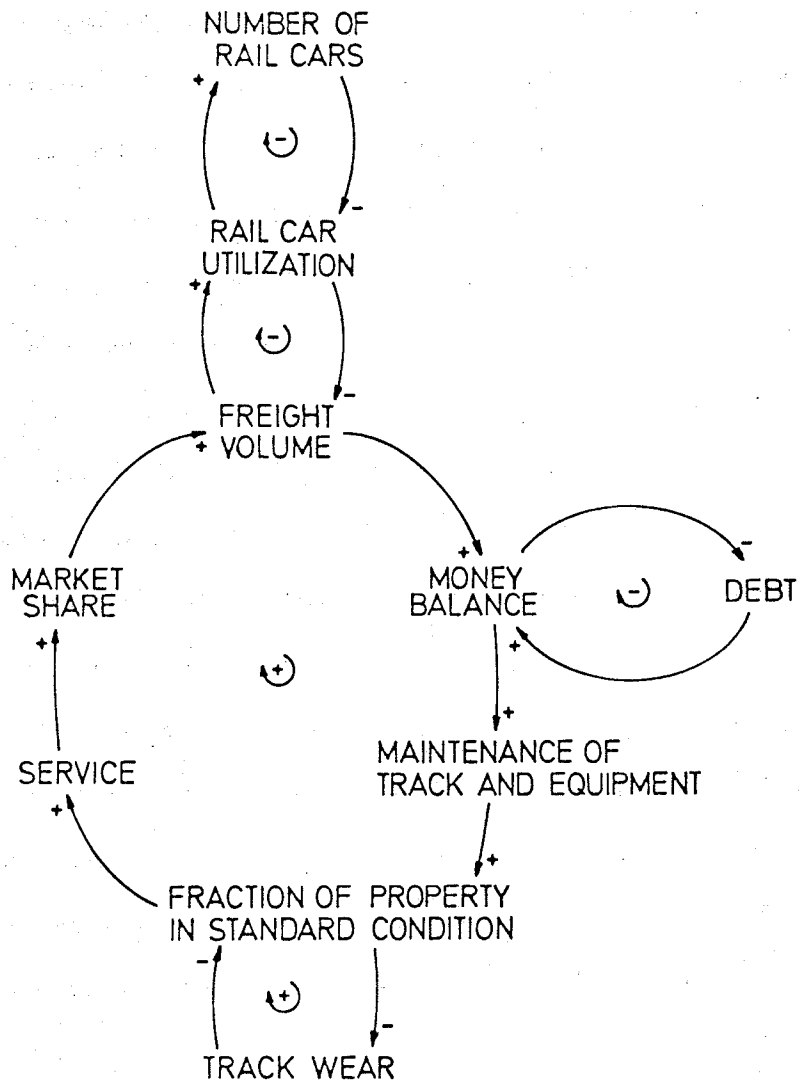 NUMBER OF
RAIL CARS
+
-
-
RAIL CAR
UTILIZATION
+
-
-
FREIGHT
VOLUME
+
-
MARKET
SHARE
+
MONEY
BALANCE
-
DEBT
+
+
+
+
SERVICE
+
MAINTENANCE OF
TRACK AND EQUIPMENT
+
FRACTION OF PROPERTY
IN STANDARD CONDITION
-
+
-
TRACK WEAR